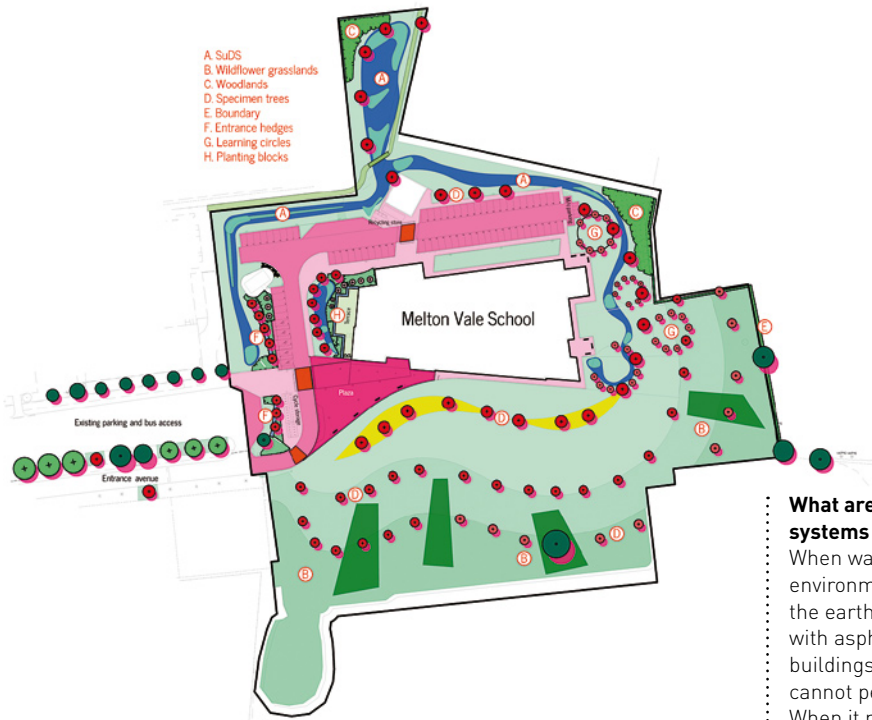 A. SuDS
B. Wildflower grasslands
C. Woodlands
D. Specimen trees
E. Boundary
F. Entrance hedges
G. Learning circles
H. Planting blocks
C
A
A
A
D
C
Recycling store
G
H
Melton Vale School
F
G
E
Plaza
Cycle storage
F
D
B
Existing parking and bus access
Entrance avenue
D
D
B
B
What are
systems
When wa
environm
the earth
with asph
buildings
cannot pe
When it r